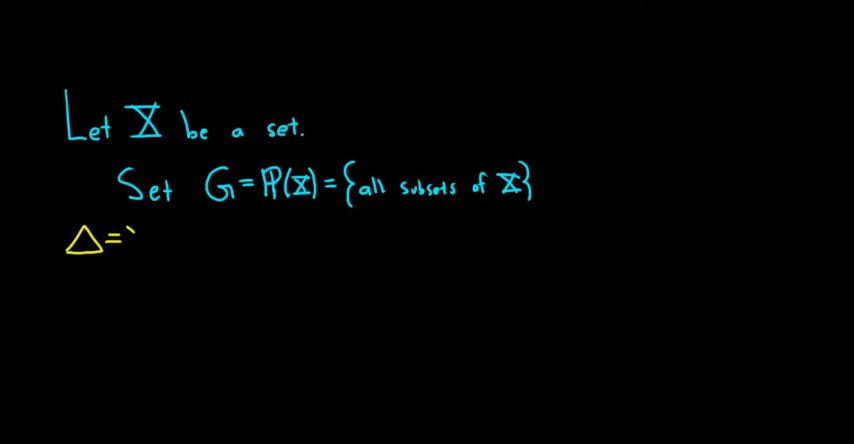 Let X be a set.
Set G = ℙ(X) = {all subsets of X}
△ = "